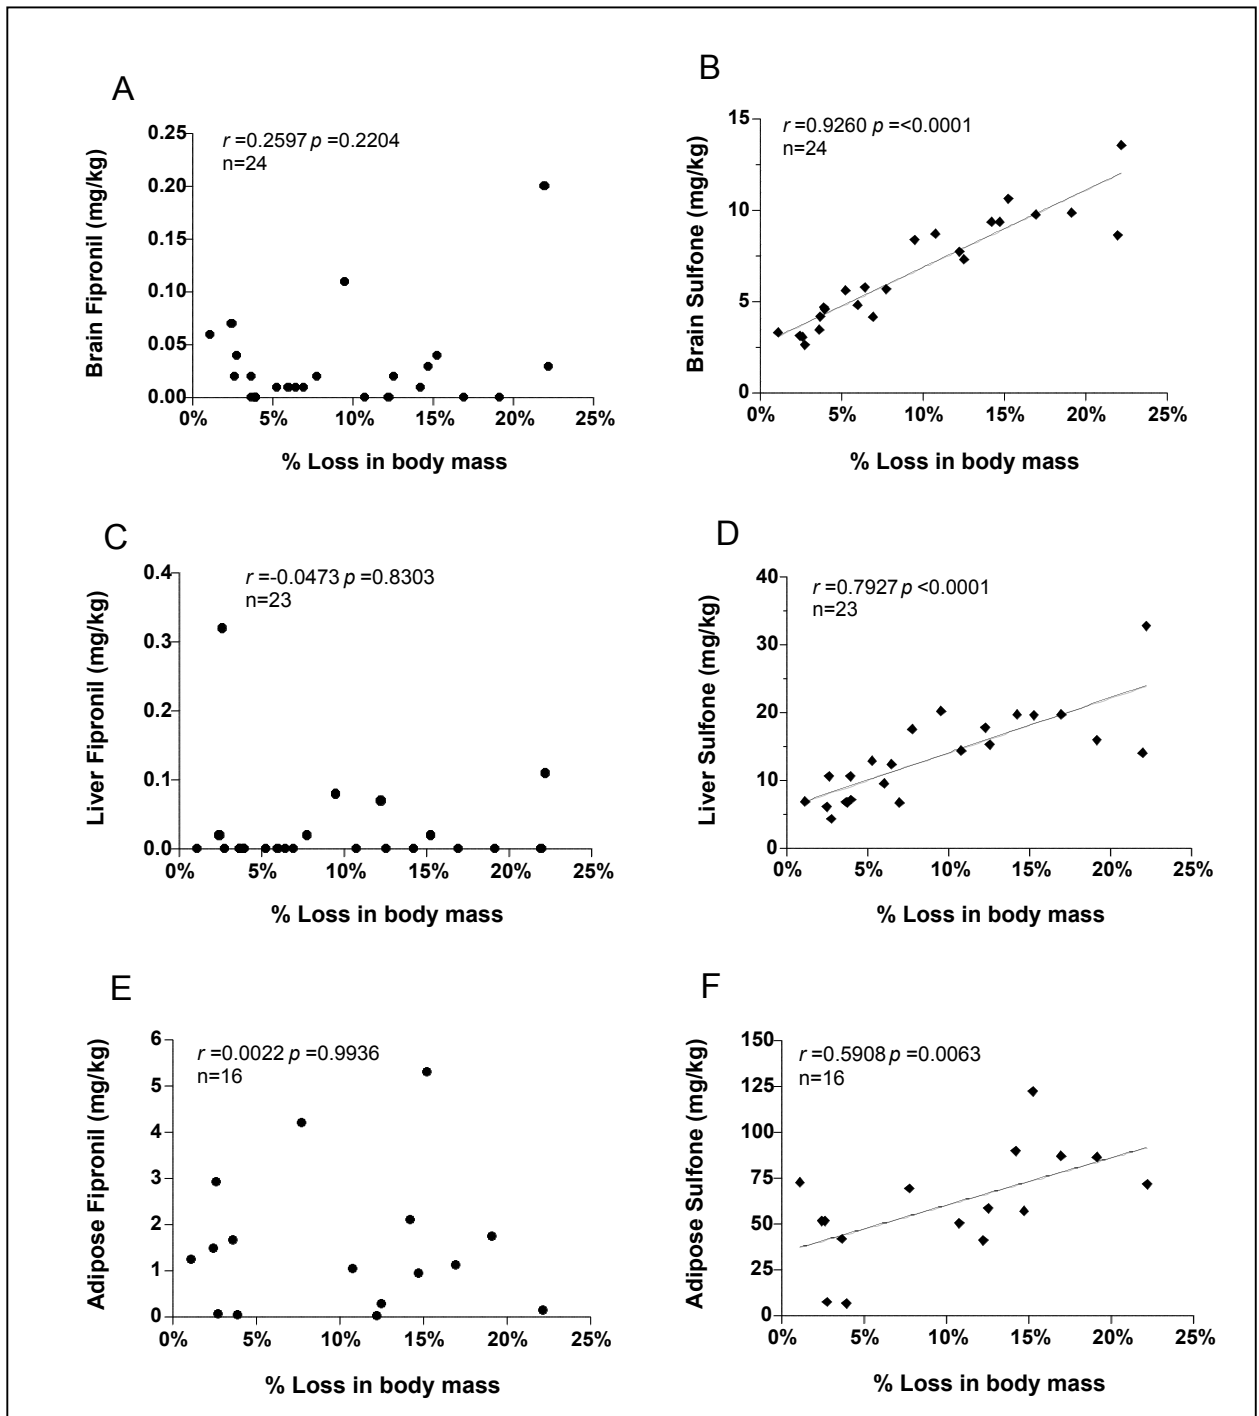 A
r =0.2597 p =0.2204
n=24
0.25
0.20
0.15
0.10
0.05
0.00
Brain Fipronil (mg/kg)
0% 5% 10% 15% 20% 25%
% Loss in body mass
B
r=0.9260 p =<0.0001
n=24
15
10
5
0
Brain Sulfone (mg/kg)
0% 5% 10% 15% 20% 25%
% Loss in body mass
C
r =-0.0473 p =0.8303
n=23
0.4
0.3
0.2
0.1
0.0
Liver Fipronil (mg/kg)
0% 5% 10% 15% 20% 25%
% Loss in body mass
D
r =0.7927 p <0.0001
n=23
40
30
20
10
0
Liver Sulfone (mg/kg)
0% 5% 10% 15% 20% 25%
% Loss in body mass
E
r =0.0022 p =0.9936
n=16
6
5
4
3
2
1
0
Adipose Fipronil (mg/kg)
0% 5% 10% 15% 20% 25%
% Loss in body mass
F
r =0.5908 p =0.0063
n=16
150
125
100
75
50
25
0
Adipose Sulfone (mg/kg)
0% 5% 10% 15% 20% 25%
% Loss in body mass